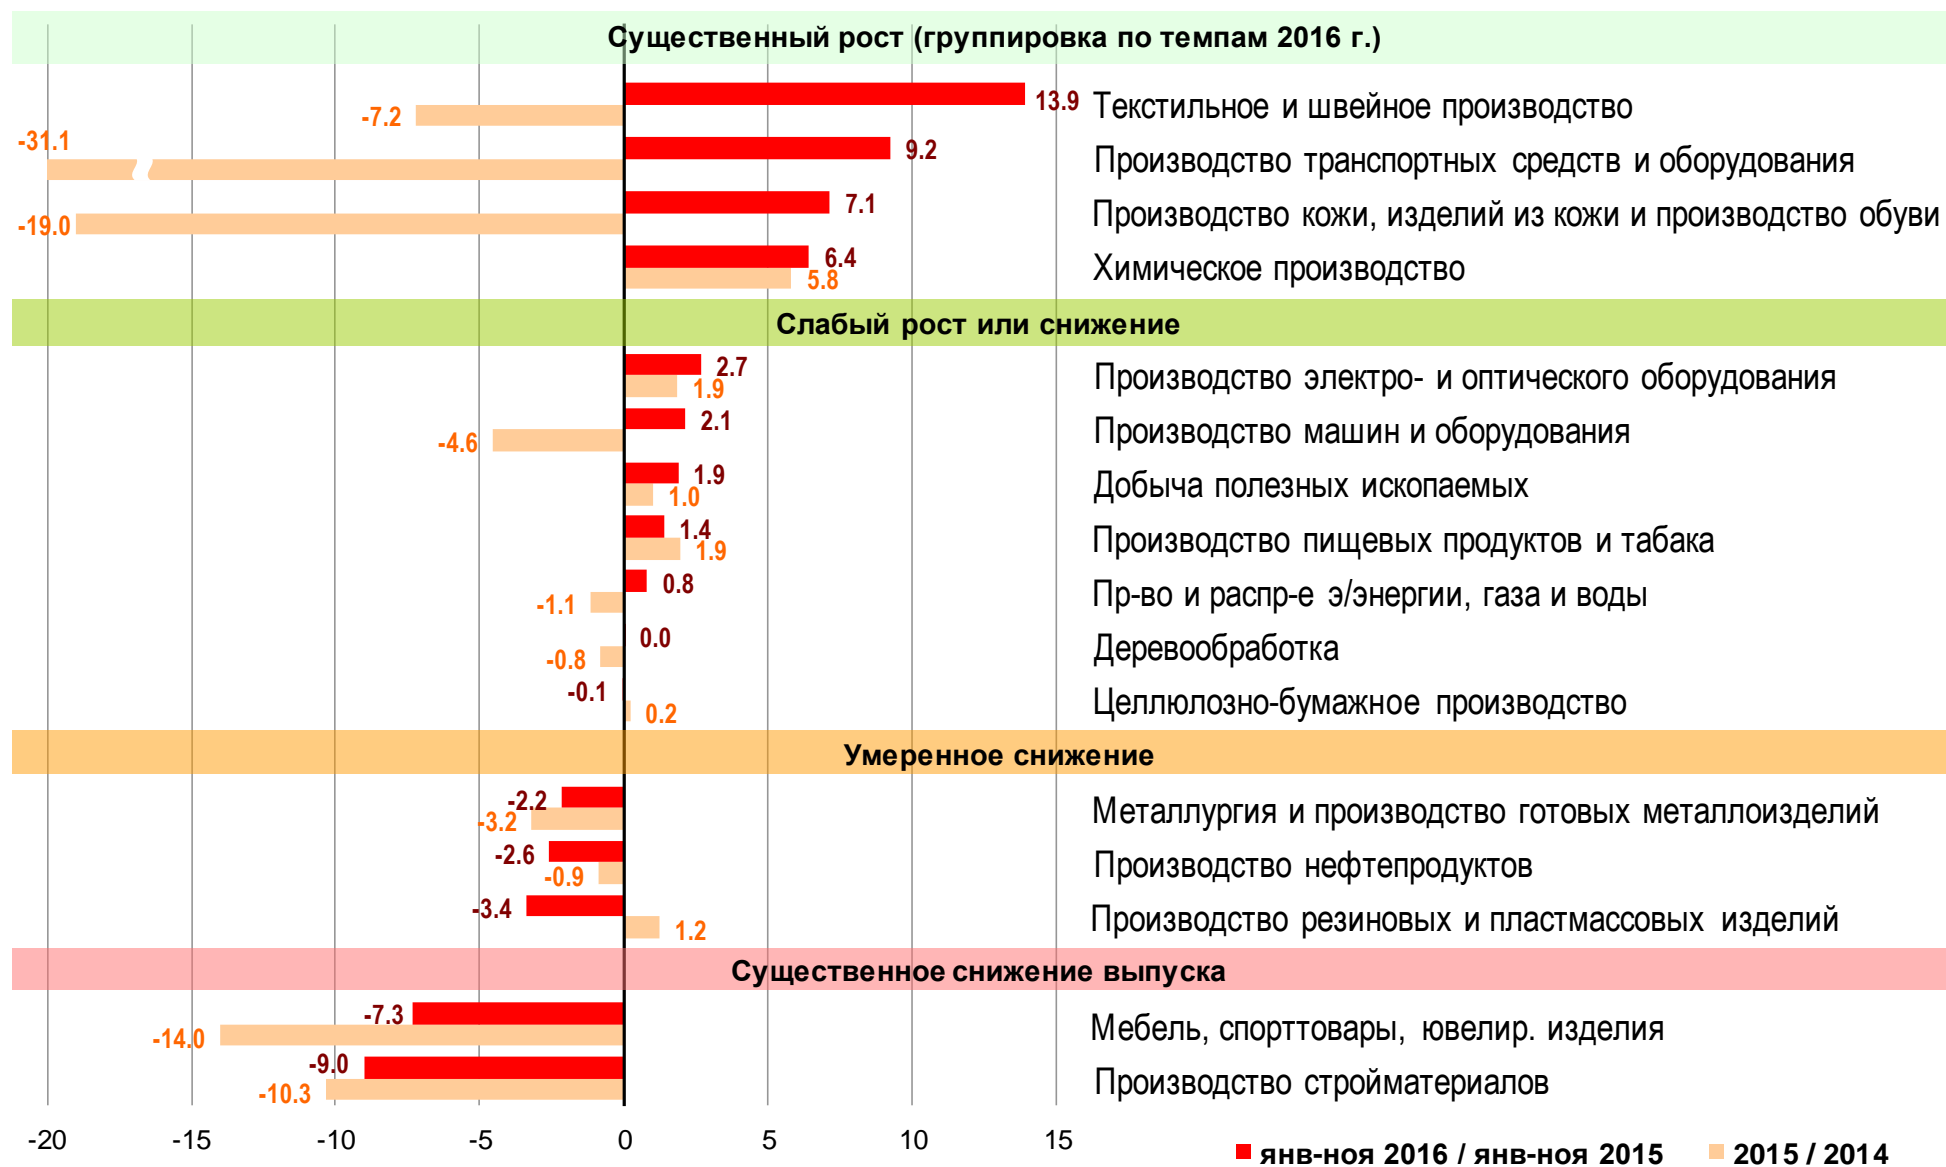 Существенный рост (группировка по темпам 2016 г.)
13.9 Текстильное и швейное производство
-7.2
-31.1
9.2 Производство транспортных средств и оборудования
7.1 Производство кожи, изделий из кожи и производство обуви
-19.0
6.4 Химическое производство
5.8
Слабый рост или снижение
2.7 Производство электро- и оптического оборудования
1.9
2.1 Производство машин и оборудования
-4.6
1.9 Добыча полезных ископаемых
1.0
1.4 Производство пищевых продуктов и табака
1.9
0.8 Пр-во и распр-е э/энергии, газа и воды
-1.1
0.0 Деревообработка
-0.8
-0.1 Целлюлозно-бумажное производство
0.2
Умеренное снижение
-2.2 Металлургия и производство готовых металлоизделий
-3.2
-2.6 Производство нефтепродуктов
-0.9
-3.4 Производство резиновых и пластмассовых изделий
1.2
Существенное снижение выпуска
-7.3 Мебель, спорттовары, ювелир. изделия
-14.0
-9.0 Производство стройматериалов
-10.3
-20 -15 -10 -5 0 5 10 15
янв-ноя 2016 / янв-ноя 2015 2015 / 2014